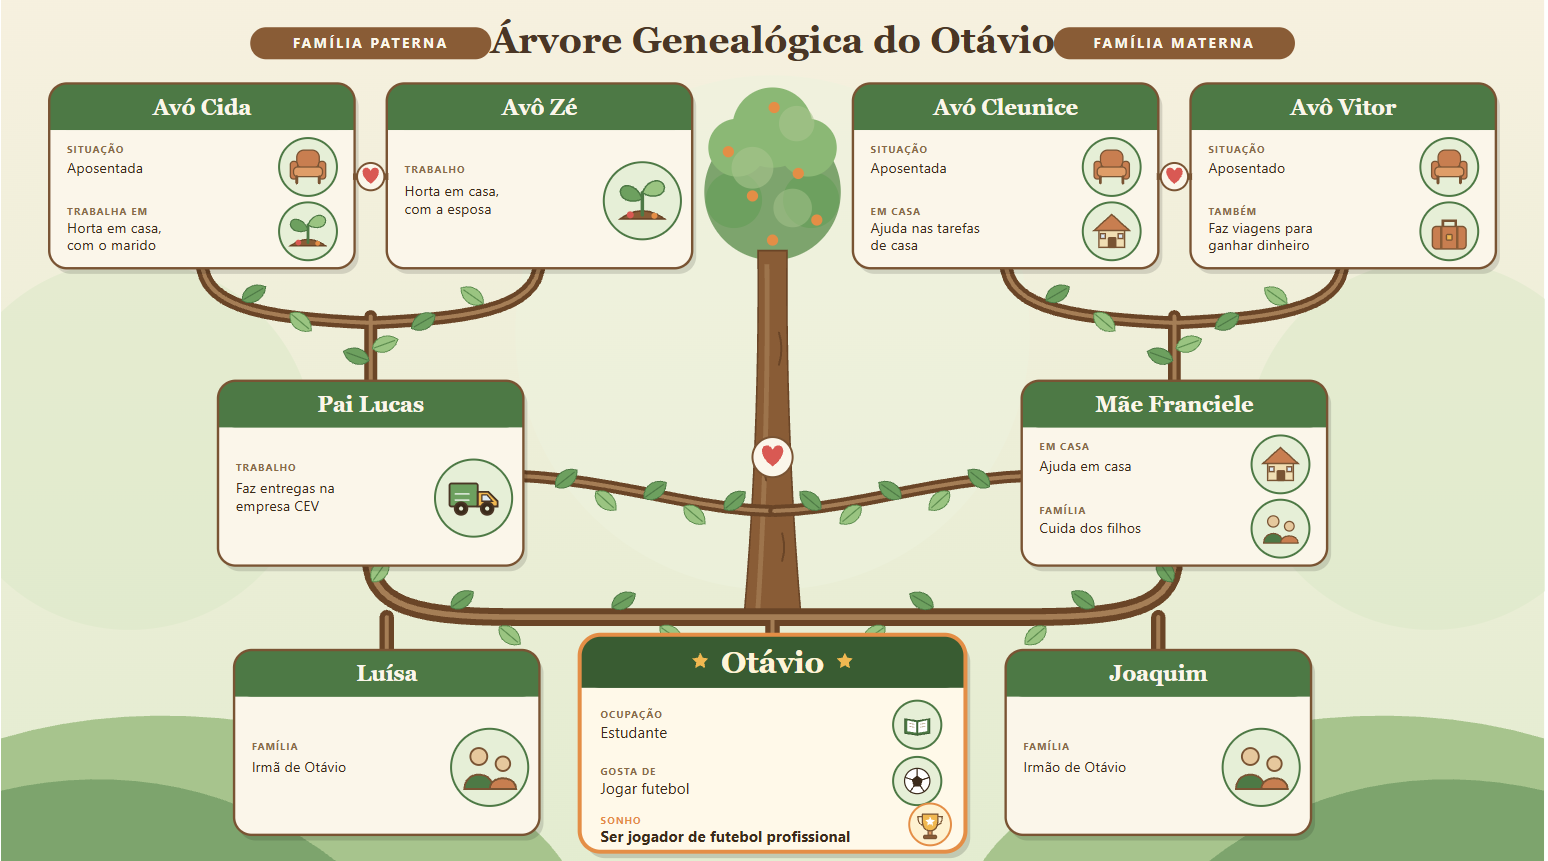 FAMÍLIA PATERNA
Árvore Genealógica do Otávio
FAMÍLIA MATERNA
Avó Cida
SITUAÇÃO
Aposentada
TRABALHA EM
Horta em casa,
com o marido
Avô Zé
TRABALHO
Horta em casa,
com a esposa
Avó Cleunice
SITUAÇÃO
Aposentada
EM CASA
Ajuda nas tarefas
de casa
Avô Vitor
SITUAÇÃO
Aposentado
TAMBÉM
Faz viagens para
ganhar dinheiro
Pai Lucas
TRABALHO
Faz entregas na
empresa CEV
Mãe Franciele
EM CASA
Ajuda em casa
FAMÍLIA
Cuida dos filhos
Luísa
FAMÍLIA
Irmã de Otávio
Otávio
OCUPAÇÃO
Estudante
GOSTA DE
Jogar futebol
SONHO
Ser jogador de futebol profissional
Joaquim
FAMÍLIA
Irmão de Otávio